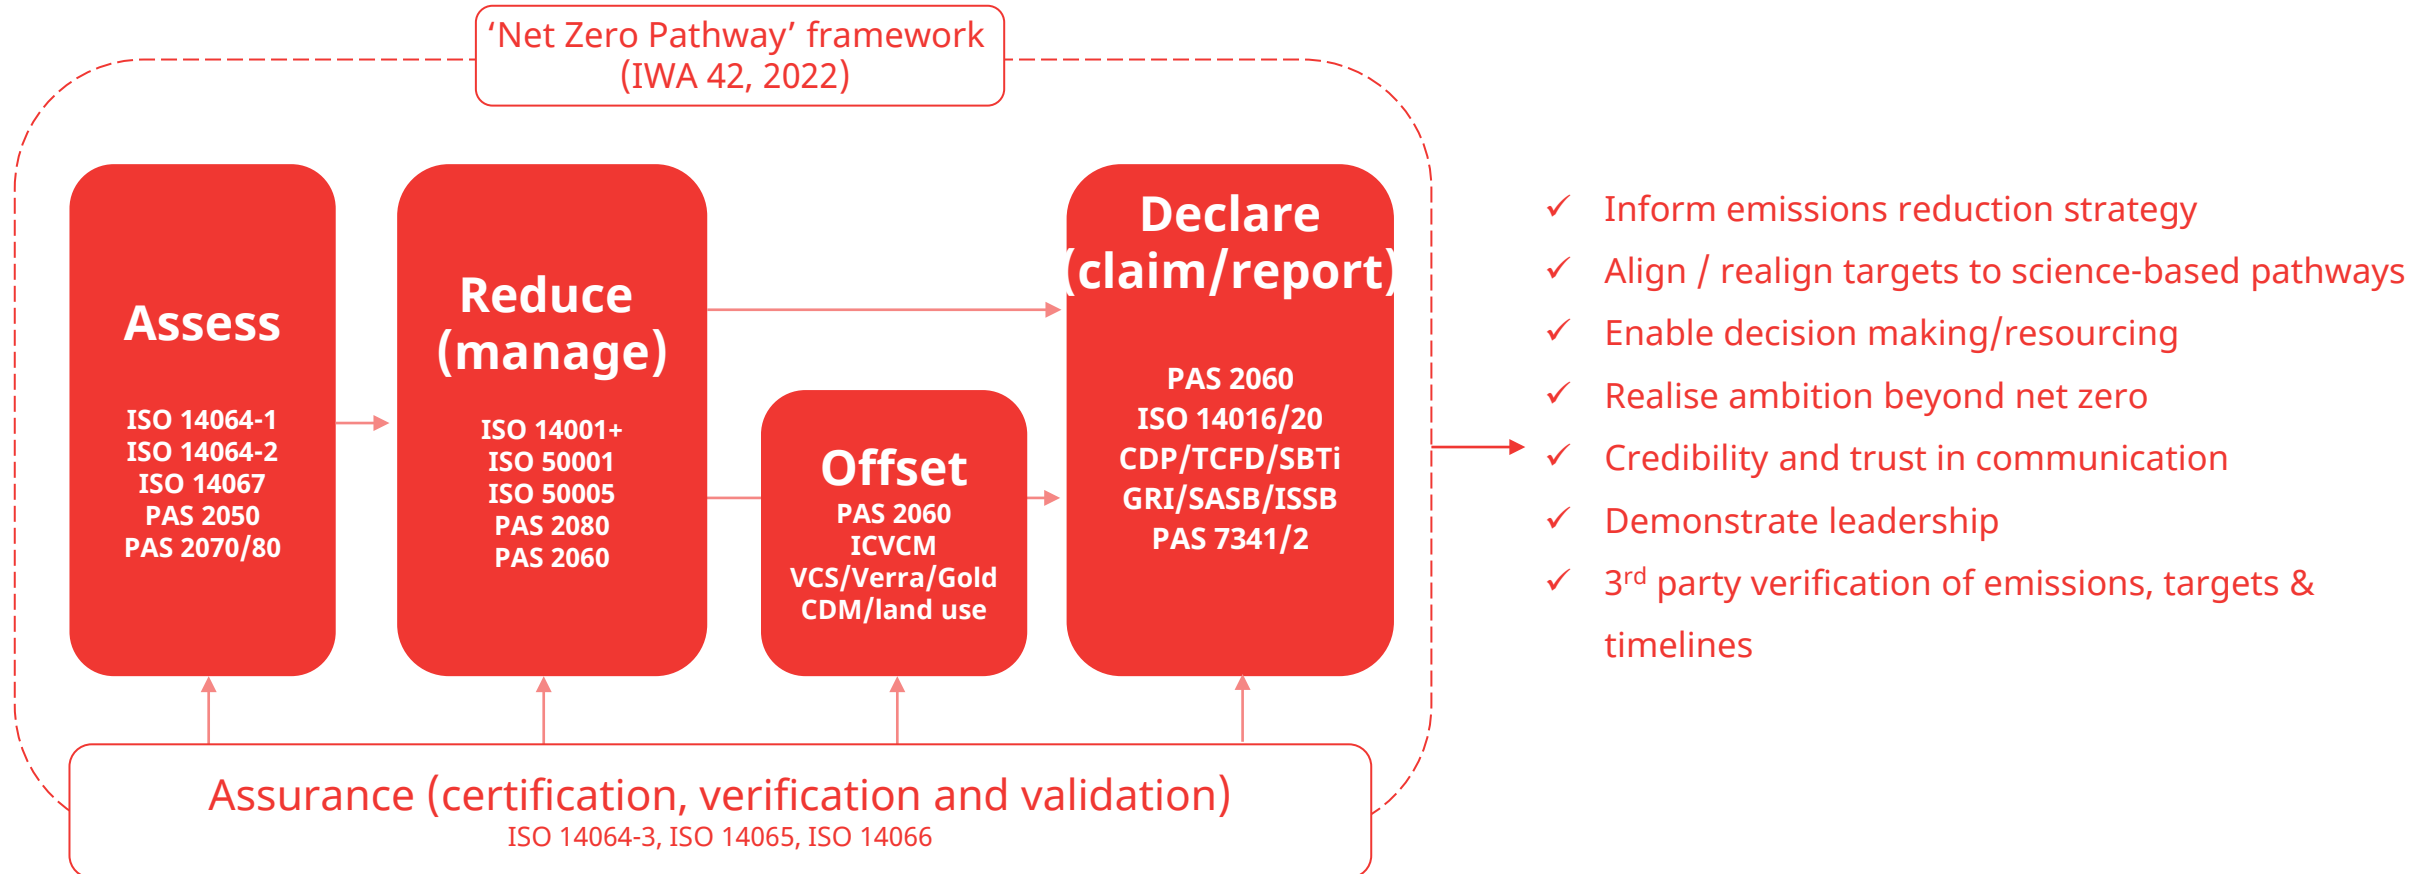 ‘Net Zero Pathway’ framework
(IWA 42, 2022)
Assess
ISO 14064-1
ISO 14064-2
ISO 14067
PAS 2050
PAS 2070/80
Reduce
(manage)
ISO 14001+
ISO 50001
ISO 50005
PAS 2080
PAS 2060
Offset
PAS 2060
ICVCM
VCS/Verra/Gold
CDM/land use
Declare
(claim/report)
PAS 2060
ISO 14016/20
CDP/TCFD/SBTi
GRI/SASB/ISSB
PAS 7341/2
Assurance (certification, verification and validation)
ISO 14064-3, ISO 14065, ISO 14066
✓ Inform emissions reduction strategy
✓ Align / realign targets to science-based pathways
✓ Enable decision making/resourcing
✓ Realise ambition beyond net zero
✓ Credibility and trust in communication
✓ Demonstrate leadership
✓ 3rd party verification of emissions, targets &
timelines